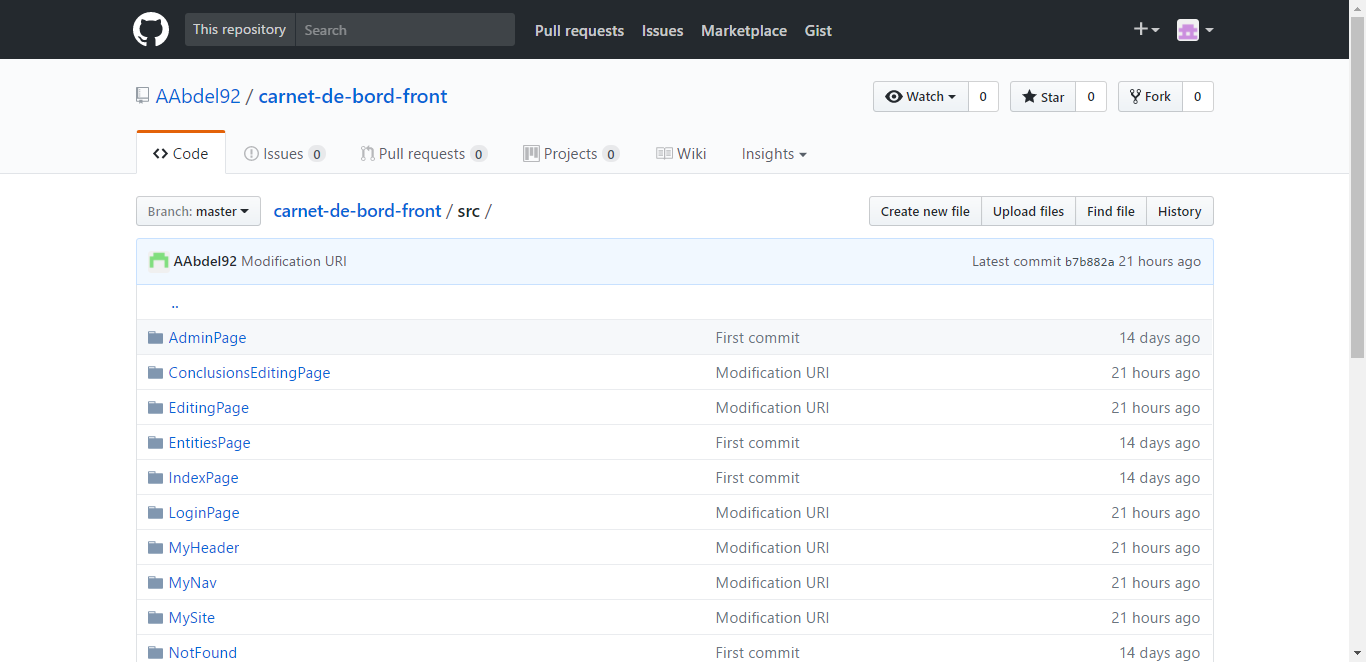 This repository Search Pull requests Issues Marketplace Gist
AAbdel92 / carnet-de-bord-front Watch 0 Star 0 Fork 0
Code Issues 0 Pull requests 0 Projects 0 Wiki Insights
Branch: master carnet-de-bord-front / src / Create new file Upload files Find file History
AAbdel92 Modification URI Latest commit b7b882a 21 hours ago
..
AdminPage First commit 14 days ago
ConclusionsEditingPage Modification URI 21 hours ago
EditingPage Modification URI 21 hours ago
EntitiesPage First commit 14 days ago
IndexPage First commit 14 days ago
LoginPage Modification URI 21 hours ago
MyHeader Modification URI 21 hours ago
MyNav Modification URI 21 hours ago
MySite Modification URI 21 hours ago
NotFound First commit 14 days ago